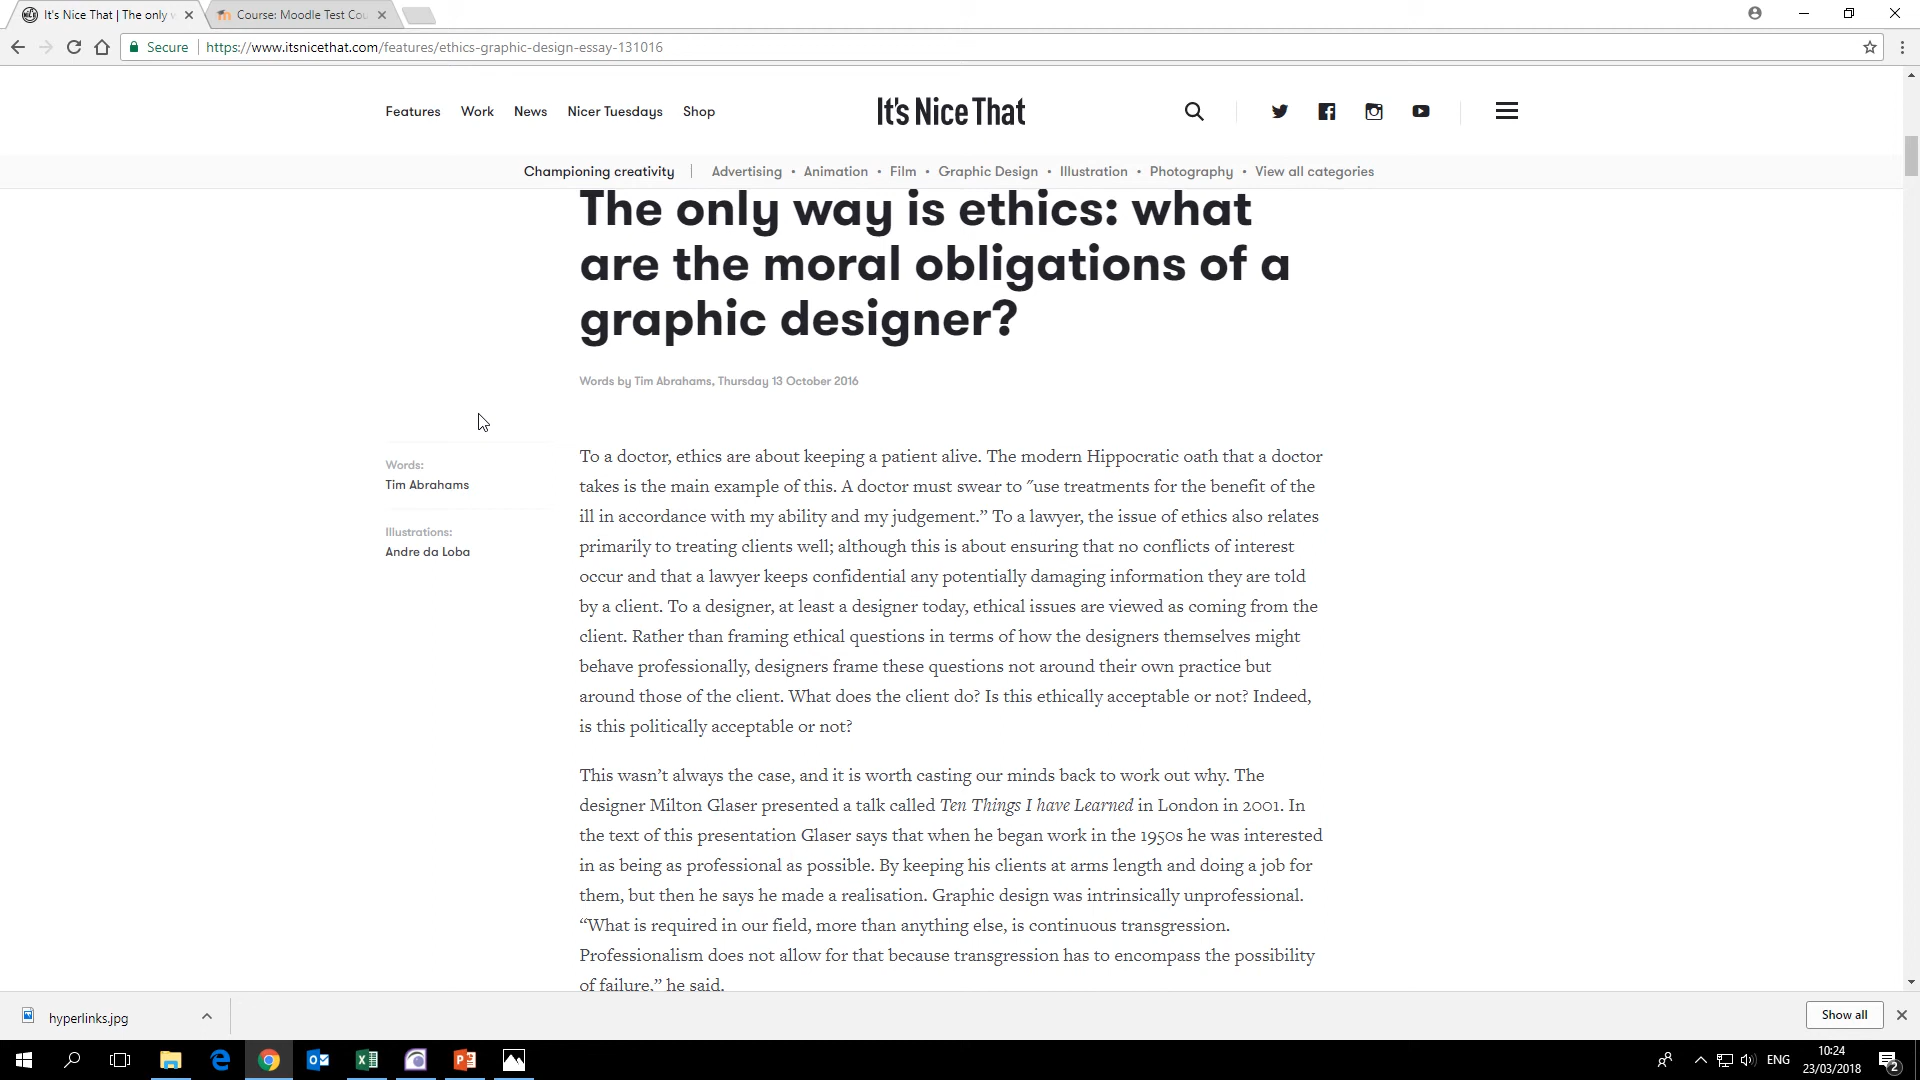 It's Nice That | The only v
Course: Moodle Test Cou
Secure
https://www.itsnicethat.com/features/ethics-graphic-design-essay-131016
Features Work News Nicer Tuesdays Shop
It's Nice That
Championing creativity | Advertising • Animation • Film • Graphic Design • Illustration • Photography • View all categories
The only way is ethics: what
are the moral obligations of a
graphic designer?
Words by Tim Abrahams, Thursday 13 October 2016
Words:
Tim Abrahams
Illustrations:
Andre da Loba
To a doctor, ethics are about keeping a patient alive. The modern Hippocratic oath that a doctor
takes is the main example of this. A doctor must swear to "use treatments for the benefit of the
ill in accordance with my ability and my judgement.” To a lawyer, the issue of ethics also relates
primarily to treating clients well; although this is about ensuring that no conflicts of interest
occur and that a lawyer keeps confidential any potentially damaging information they are told
by a client. To a designer, at least a designer today, ethical issues are viewed as coming from the
client. Rather than framing ethical questions in terms of how the designers themselves might
behave professionally, designers frame these questions not around their own practice but
around those of the client. What does the client do? Is this ethically acceptable or not? Indeed,
is this politically acceptable or not?
This wasn’t always the case, and it is worth casting our minds back to work out why. The
designer Milton Glaser presented a talk called Ten Things I have Learned in London in 2001. In
the text of this presentation Glaser says that when he began work in the 1950s he was interested
in as being as professional as possible. By keeping his clients at arms length and doing a job for
them, but then he says he made a realisation. Graphic design was intrinsically unprofessional.
“What is required in our field, more than anything else, is continuous transgression.
Professionalism does not allow for that because transgression has to encompass the possibility
of failure,” he said.
hyperlinks.jpg
Show all
ENG
10:24
23/03/2018
2